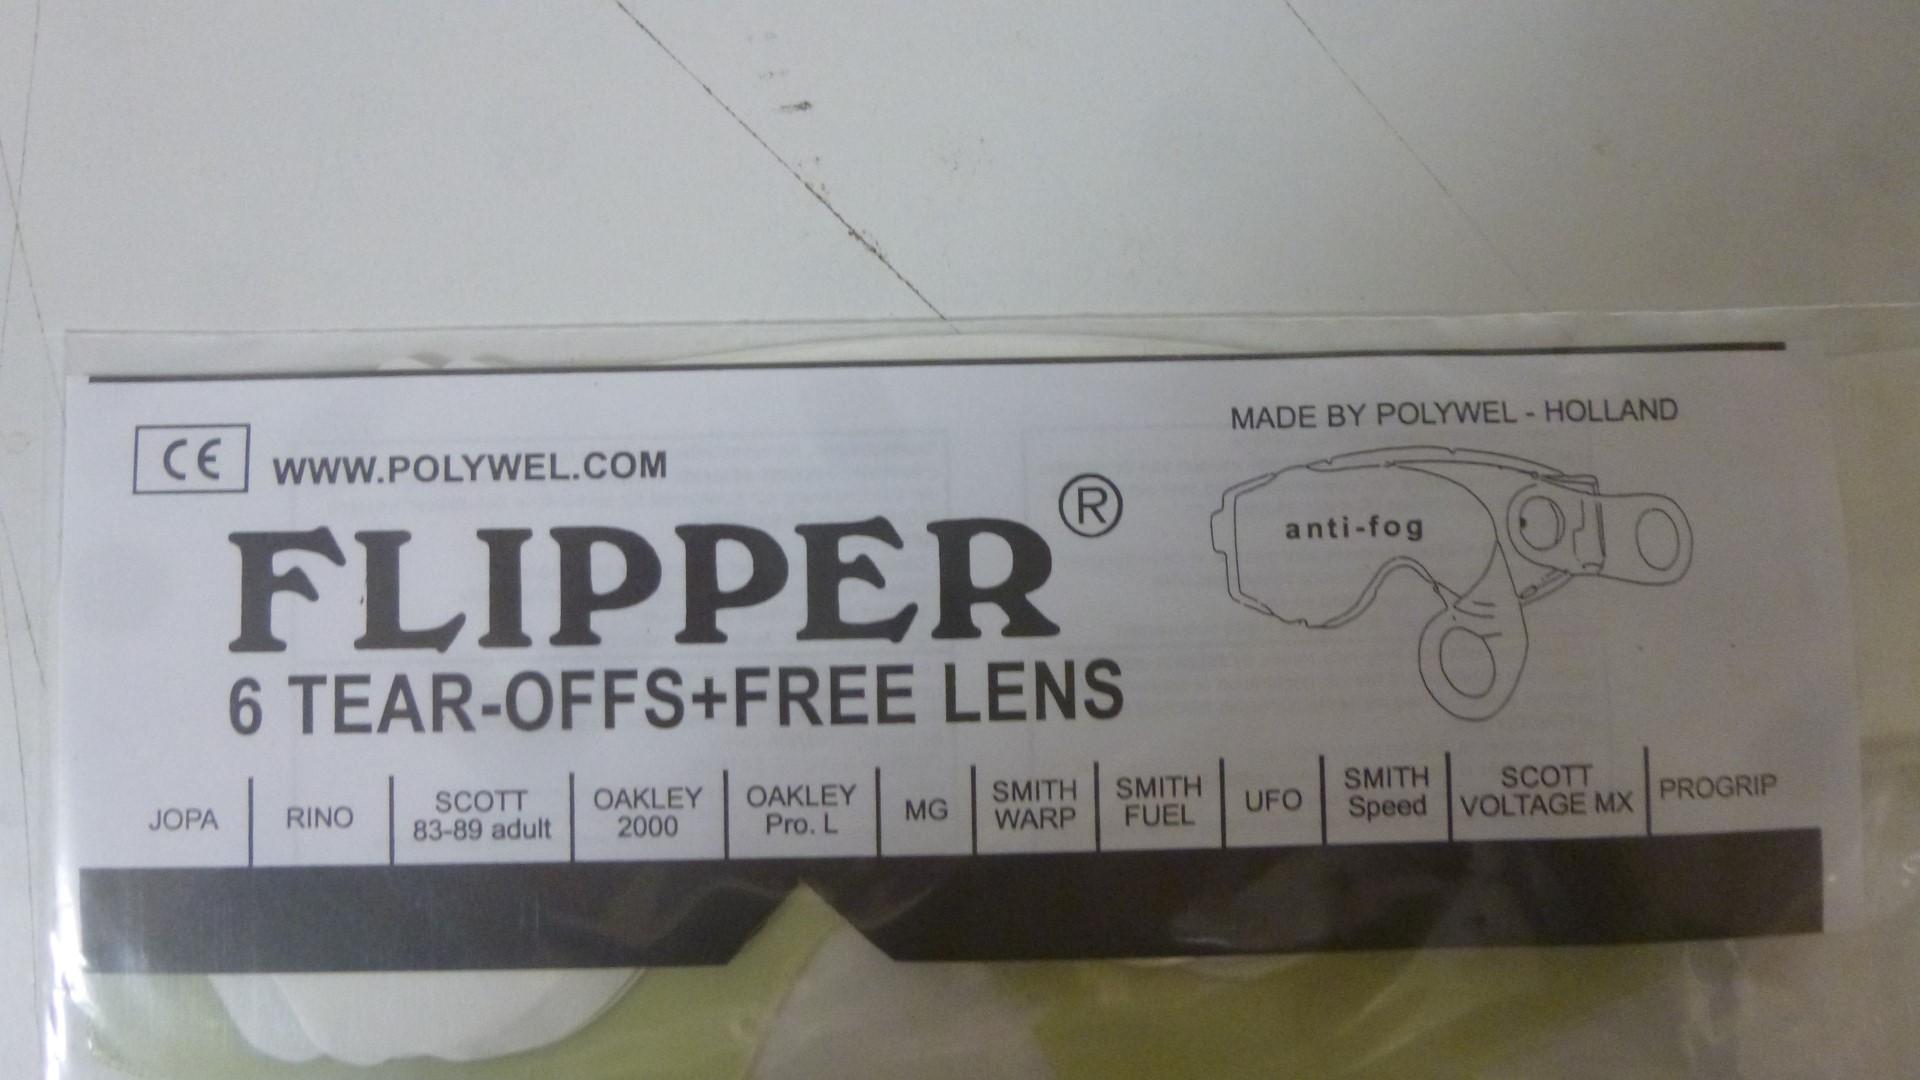 MADE BY POLYWEL - HOLLAND
CE
WWW.POLYWEL.COM
FLIPPER®
anti-fog
6 TEAR-OFFS+FREE LENS
JOPA
RINO
SCOTT
83-89 adult
OAKLEY
2000
OAKLEY
Pro. L
MG
SMITH
WARP
SMITH
FUEL
UFO
SMITH
Speed
SCOTT
VOLTAGE MX
PROGRIP